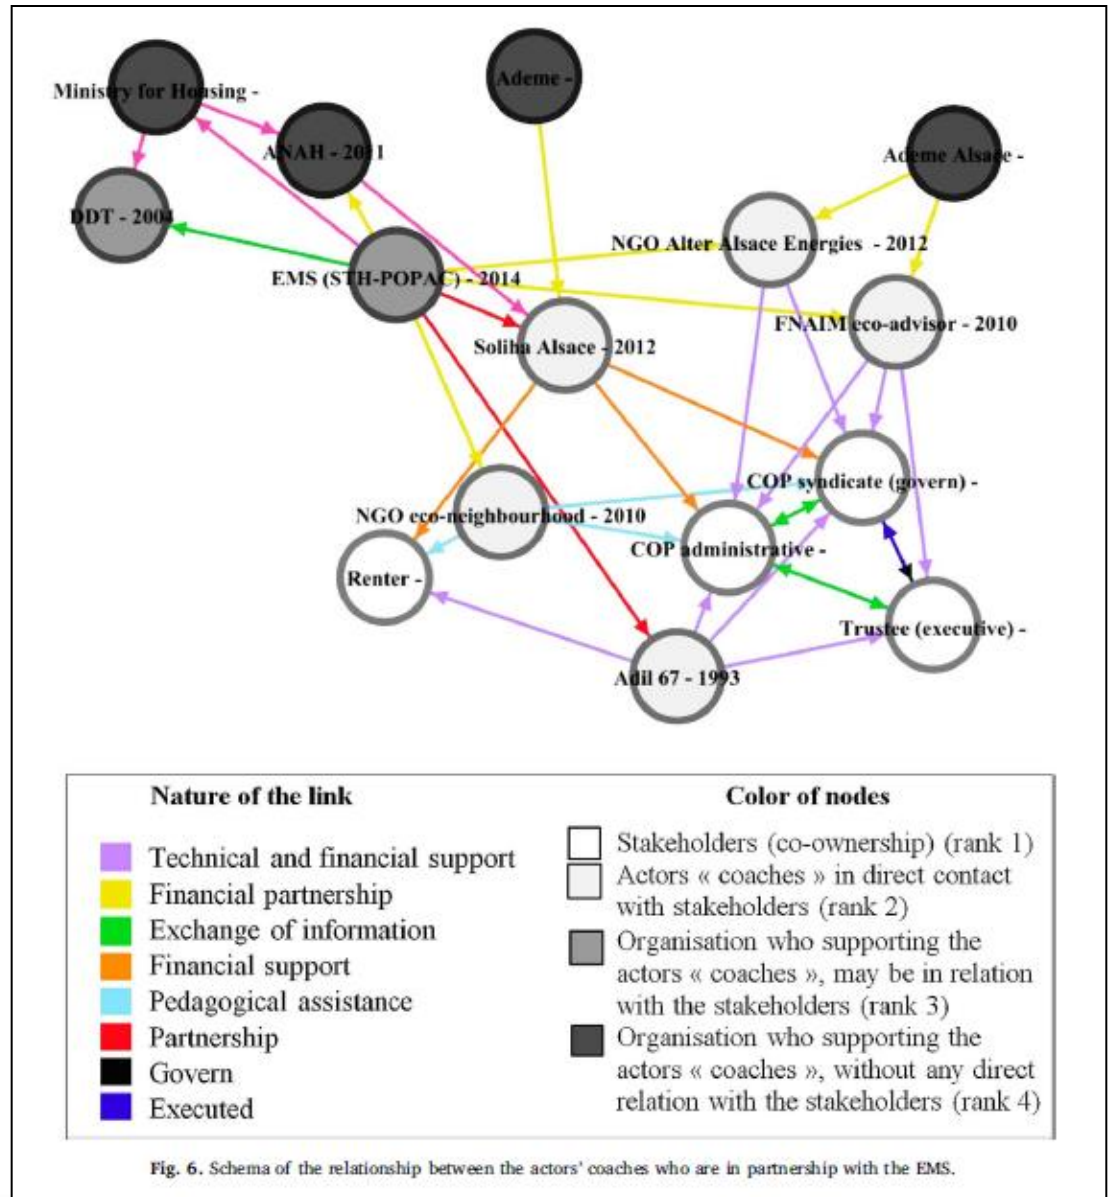 Ademe -
Ministry for Housing -
ANAH - 2011
Ademe Alsace -
DDT - 2004
NGO Alter Alsace Energies - 2012
EMS (STH-POPAC) - 2014
FNAIM eco-advisor - 2010
Soliha Alsace - 2012
COP syndicate (govern) -
NGO eco-neighbourhood - 2010
COP administrative -
Renter -
Trustee (executive) -
Adil 67 - 1993
Nature of the link
Technical and financial support
Financial partnership
Exchange of information
Financial support
Pedagogical assistance
Partnership
Govern
Executed
Color of nodes
Stakeholders (co-ownership) (rank 1)
Actors « coaches » in direct contact
with stakeholders (rank 2)
Organisation who supporting the
actors « coaches », may be in relation
with the stakeholders (rank 3)
Organisation who supporting the
actors « coaches », without any direct
relation with the stakeholders (rank 4)
Fig. 6. Schema of the relationship between the actors' coaches who are in partnership with the EMS.